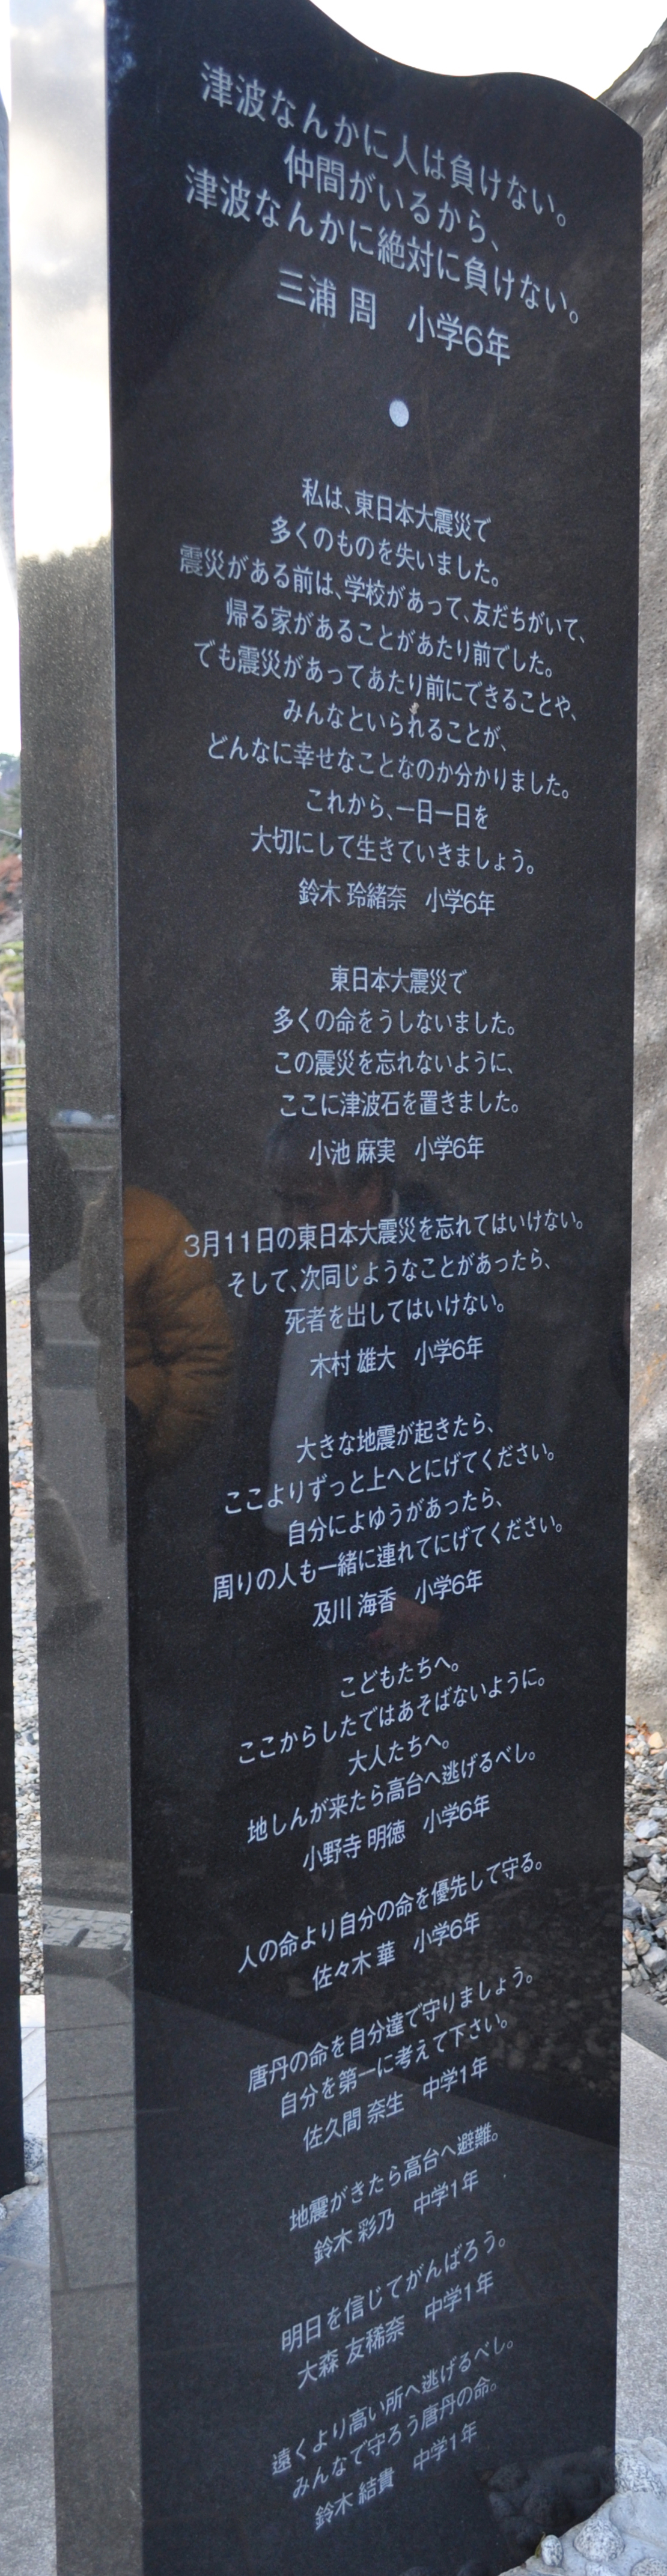 津波なんかに人は負けない。
仲間がいるから、
津波なんかに絶対に負けない。
三浦 周　小学6年
私は、東日本大震災で
多くのものを失いました。
震災がある前は、学校があって、友だちがいて、
帰る家があることがあたり前でした。
でも震災があってあたり前にできることや、
みんなといられることが、
どんなに幸せなことなのか分かりました。
これから、一日一日を
大切にして生きていきましょう。
鈴木 玲緒奈　小学6年
東日本大震災で
多くの命をうしないました。
この震災を忘れないように、
ここに津波石を置きました。
小池 麻実　小学6年
3月11日の東日本大震災を忘れてはいけない。
そして、次同じようなことがあったら、
死者を出してはいけない。
木村 雄大　小学6年
大きな地震が起きたら、
ここよりずっと上へとにげてください。
自分によゆうがあったら、
周りの人も一緒に連れてにげてください。
及川 海香　小学6年
こどもたちへ。
ここからしたではあそばないように。
大人たちへ。
地しんが来たら高台へ逃げるべし。
小野寺 明徳　小学6年
人の命より自分の命を優先して守る。
佐々木 華　小学6年
唐丹の命を自分達で守りましょう。
自分を第一に考えて下さい。
佐久間 奈生　中学1年
地震がきたら高台へ避難。
鈴木 彩乃　中学1年
明日を信じてがんばろう。
大森 友稀奈　中学1年
遠くより高い所へ逃げるべし。
みんなで守ろう唐丹の命。
鈴木 結貴　中学1年